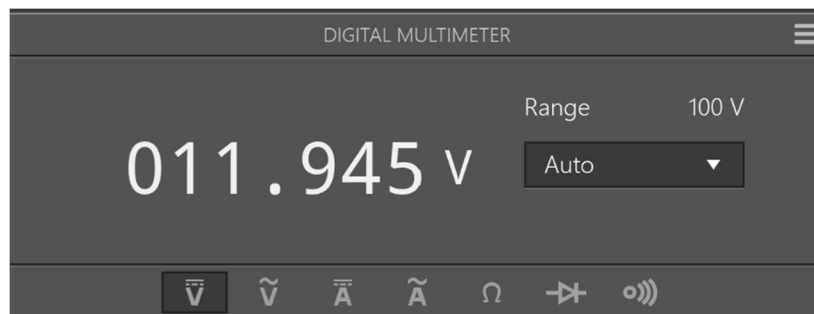 DIGITAL MULTIMETER
Range 100 V
011.945 V
Auto
V V A A Ω